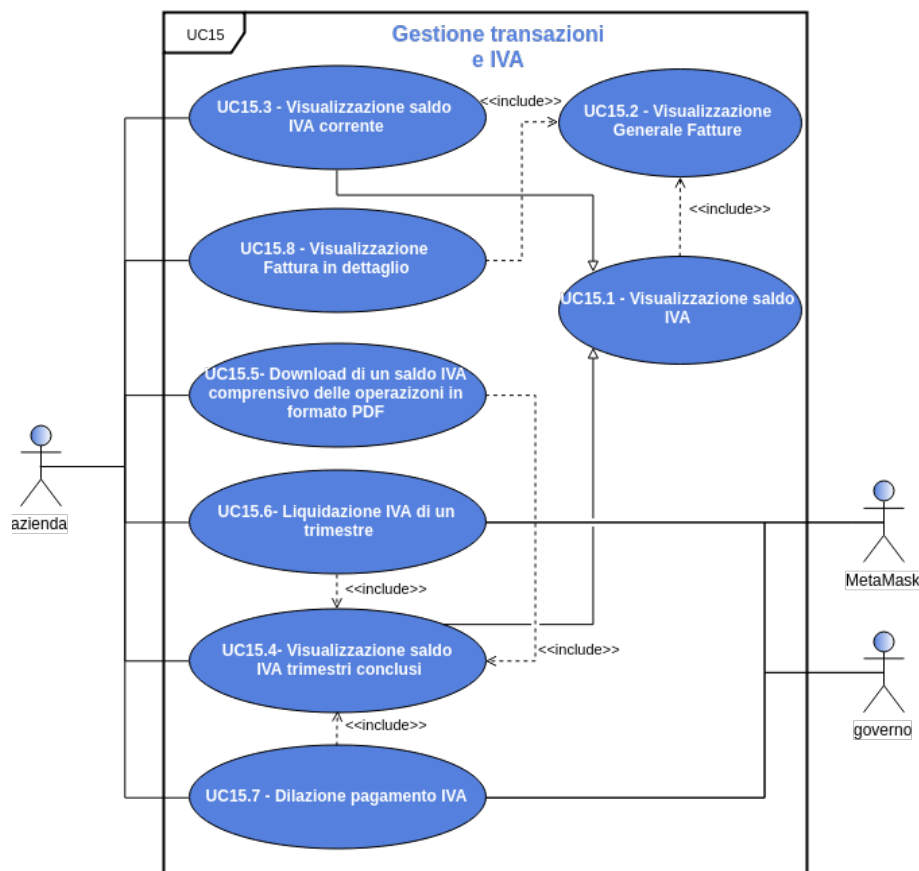 UC15
Gestione transazioni
e IVA
UC15.3 - Visualizzazione saldo
IVA corrente
<<include>>
UC15.2 - Visualizzazione
Generale Fatture
<<include>>
UC15.8 - Visualizzazione
Fattura in dettaglio
UC15.1 - Visualizzazione saldo
IVA
UC15.5- Download di un saldo IVA
comprensivo delle operazizoni in
formato PDF
azienda
UC15.6- Liquidazione IVA di un
trimestre
MetaMask
<<include>>
UC15.4- Visualizzazione saldo
IVA trimestri conclusi
<<include>>
governo
<<include>>
UC15.7 - Dilazione pagamento IVA